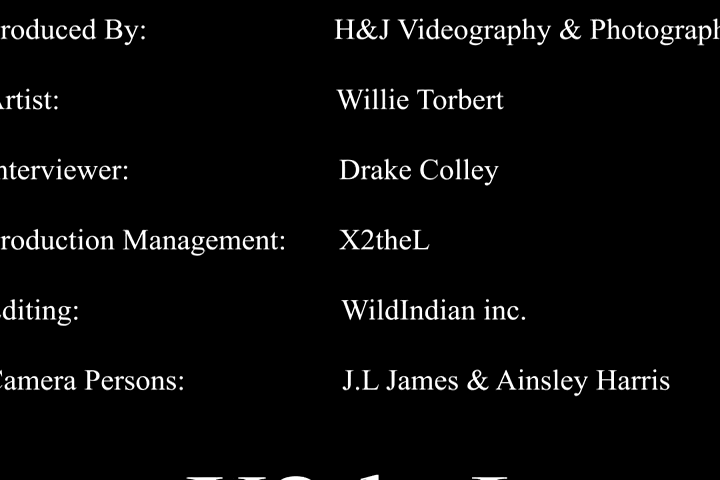 roduced By: H&J Videography & Photograph
rtist: Willie Torbert
nterviewer: Drake Colley
roduction Management: X2theL
diting: WildIndian inc.
Camera Persons: J.L James & Ainsley Harris